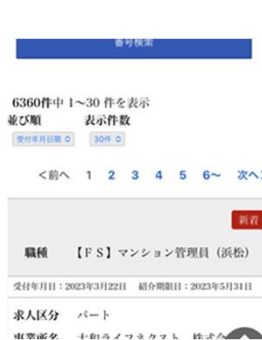 番号検索
6360件中 1〜30 件を表示
並び順 表示件数
受付年月日順 30件
<前へ 1 2 3 4 5 6〜 次へ
新着
職種 【ＦＳ】マンション管理員（浜松）
受付年月日：2023年3月22日 紹介期限日：2023年5月31日
求人区分 パート
事業所名 大和ライフネクスト 株式会